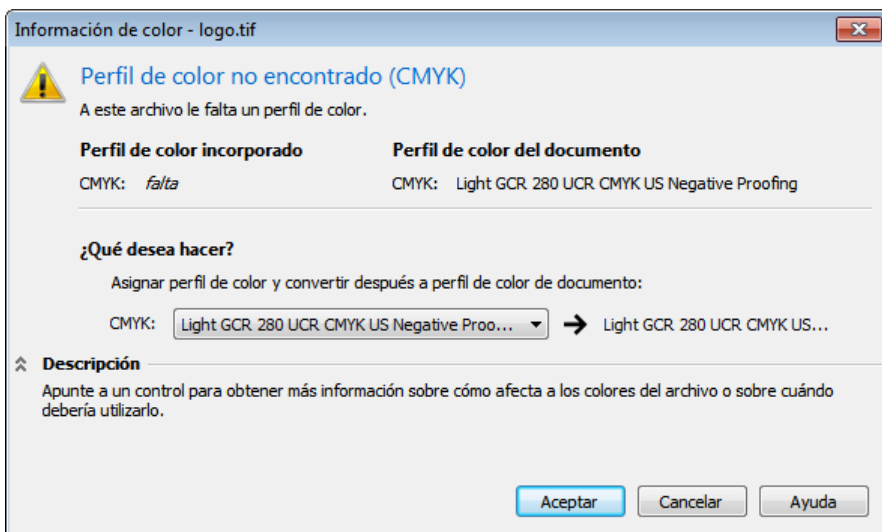 Información de color - logo.tif
Perfil de color no encontrado (CMYK)
A este archivo le falta un perfil de color.
Perfil de color incorporado Perfil de color del documento
CMYK: falta CMYK: Light GCR 280 UCR CMYK US Negative Proofing
¿Qué desea hacer?
Asignar perfil de color y convertir después a perfil de color de documento:
CMYK: Light GCR 280 UCR CMYK US Negative Proo... Light GCR 280 UCR CMYK US...
Descripción
Apunte a un control para obtener más información sobre cómo afecta a los colores del archivo o sobre cuándo
debería utilizarlo.
Aceptar Cancelar Ayuda